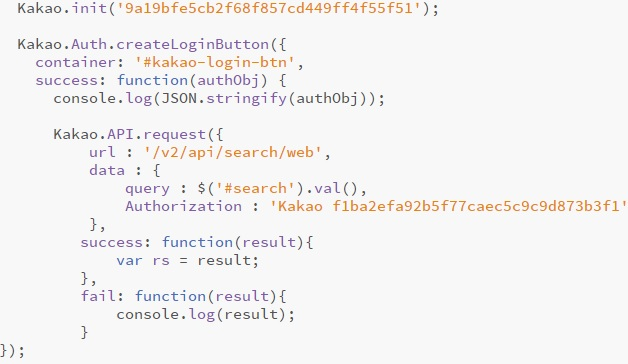 Kakao.init('9a19bfe5cb2f68f857cd449ff4f55f51');
Kakao.Auth.createLoginButton({
container: '#kakao-login-btn',
success: function(authObj) {
console.log(JSON.stringify(authObj));
Kakao.API.request({
url : '/v2/api/search/web',
data : {
query : $('#search').val(),
Authorization : 'Kakao f1ba2efa92b5f77caec5c9c9d873b3f1'
},
success: function(result){
var rs = result;
},
fail: function(result){
console.log(result);
}
});